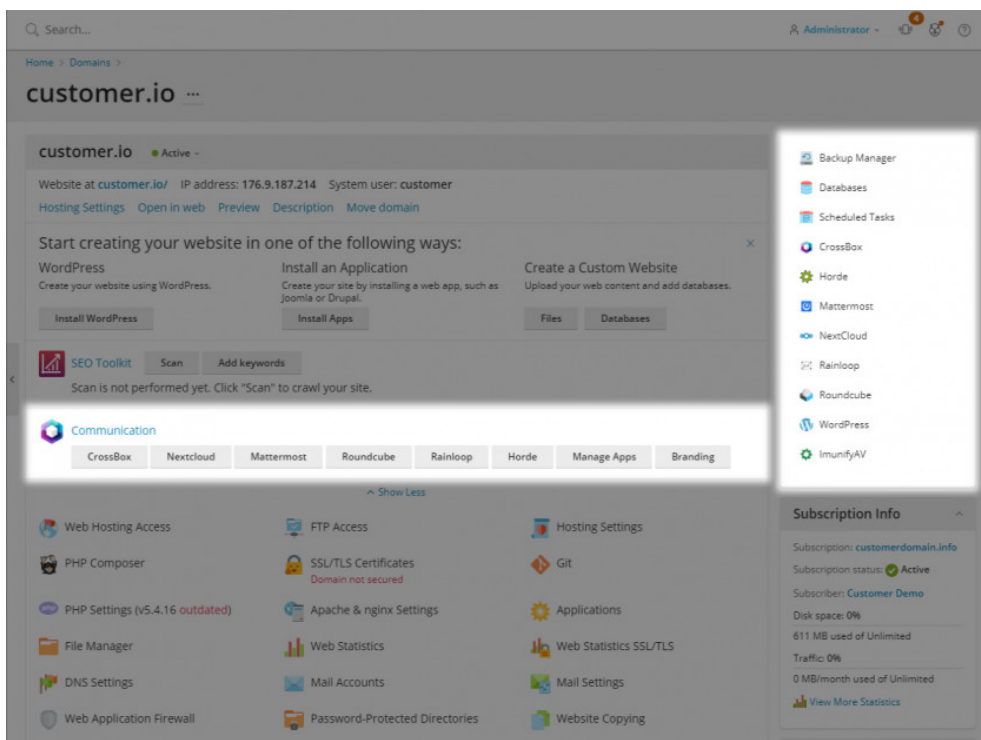 Search...
Administrator
4
Home > Domains >
customer.io ...
customer.io Active
Website at customer.io/ IP address: 176.9.187.214 System user: customer
Hosting Settings Open in web Preview Description Move domain
Start creating your website in one of the following ways:
WordPress
Create your website using WordPress.
Install WordPress
Install an Application
Create your site by installing a web app, such as
Joomla or Drupal.
Install Apps
Create a Custom Website
Upload your web content and add databases.
Files Databases
SEO Toolkit Scan Add keywords
Scan is not performed yet. Click "Scan" to crawl your site.
Communication
CrossBox Nextcloud Mattermost Roundcube Rainloop Horde Manage Apps Branding
Show Less
Web Hosting Access FTP Access Hosting Settings
PHP Composer SSL/TLS Certificates Git
Domain not secured
PHP Settings (v5.4.16 outdated) Apache & nginx Settings Applications
File Manager Web Statistics Web Statistics SSL/TLS
DNS Settings Mail Accounts Mail Settings
Web Application Firewall Password-Protected Directories Website Copying
Backup Manager
Databases
Scheduled Tasks
CrossBox
Horde
Mattermost
NextCloud
Rainloop
Roundcube
WordPress
ImunifyAV
Subscription Info
Subscription: customerdomain.info
Subscription status: Active
Subscriber: Customer Demo
Disk space: 0%
611 MB used of Unlimited
Traffic: 0%
0 MB/month used of Unlimited
View More Statistics